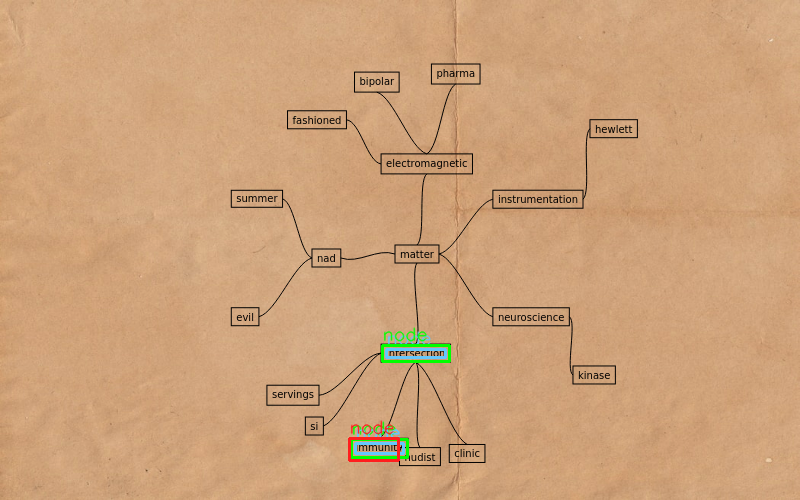 pharma
bipolar
fashioned
hewlett
electromagnetic
summer
instrumentation
matter
nad
evil
neuroscience
node
kinase
servings
si
node
immunity
nudist
clinic